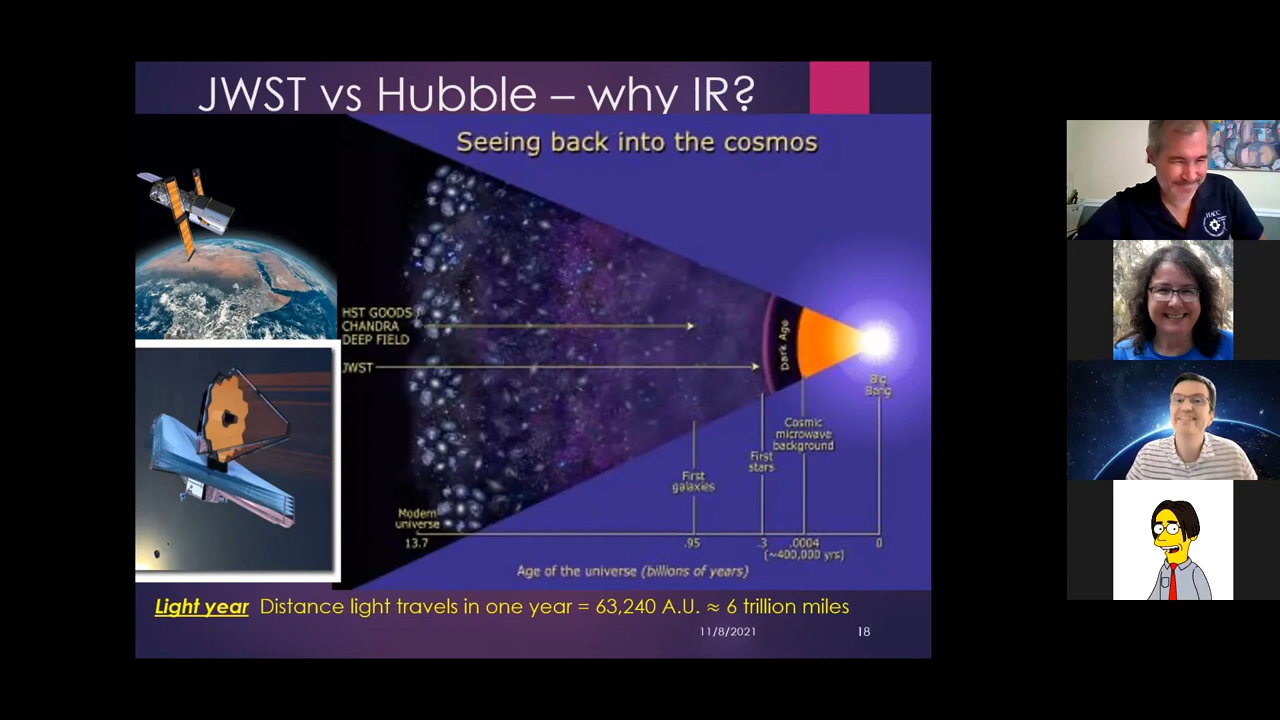 JWST vs Hubble – why IR?
Seeing back into the cosmos
HST GOODS
CHANDRA
DEEP FIELD
JWST
Dark Age
Big
Bang
Cosmic
microwave
background
First
stars
First
galaxies
Modern
universe
13.7
.95
.3
.0004
(~400,000 yrs)
0
Age of the universe (billions of years)
Light year Distance light travels in one year = 63,240 A.U. ≈ 6 trillion miles
11/8/2021
18
HACC